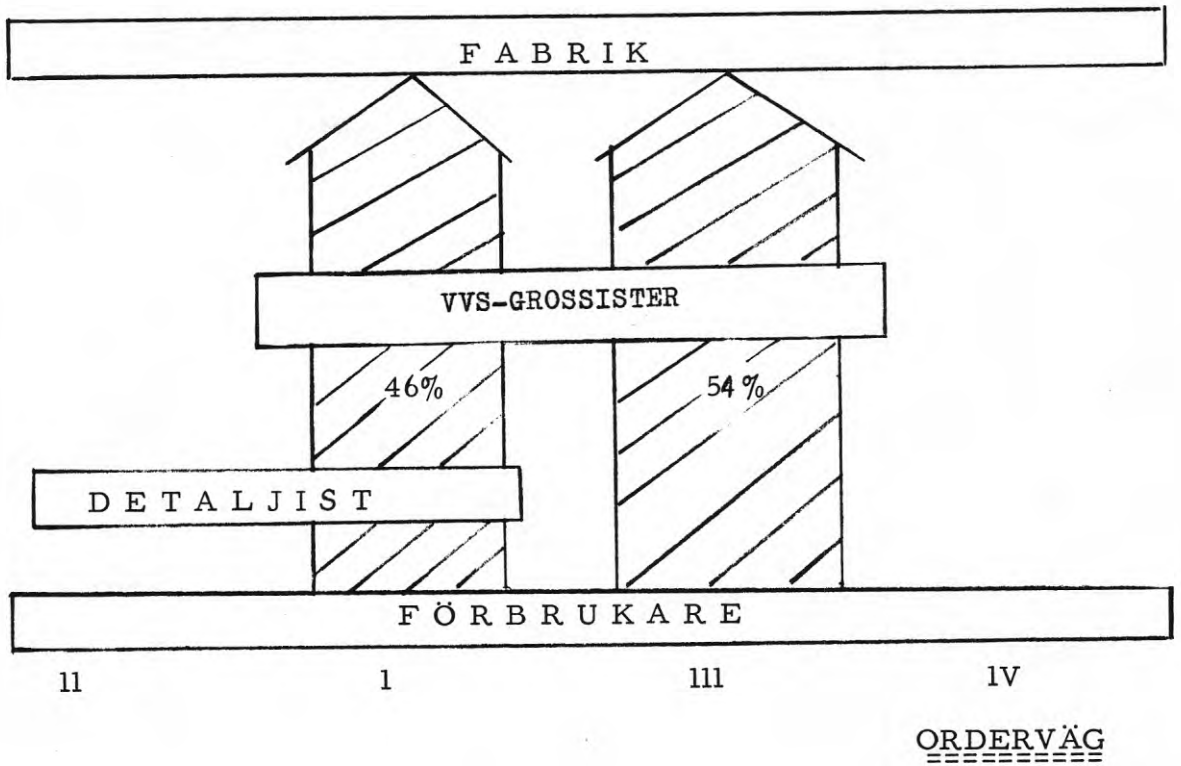 FABRIK
VVS-GROSSISTER
46% 54%
DETALJIST
FÖRBRUKARE
11 1 111 1V
ORDERVÄG